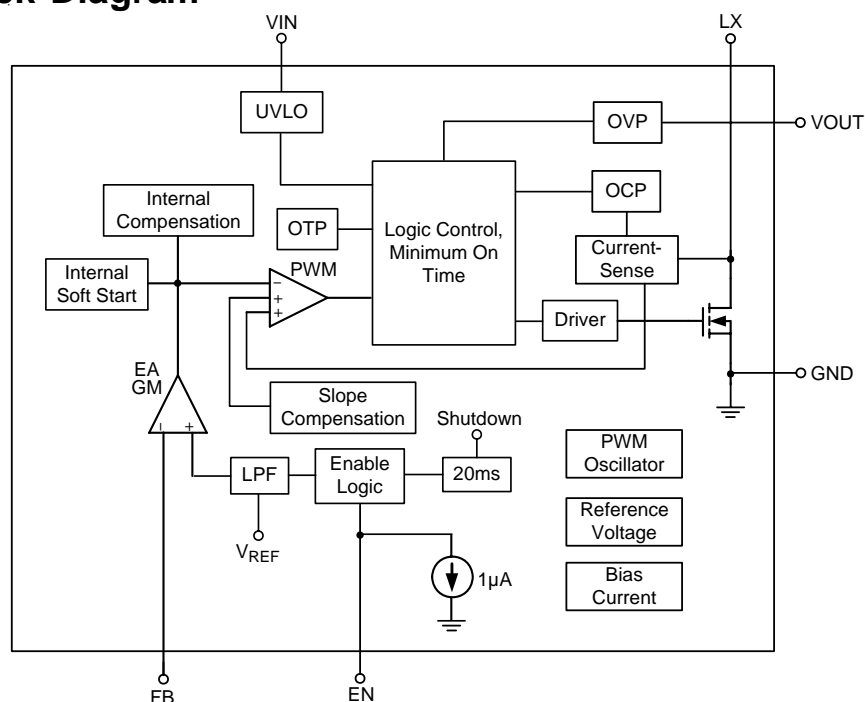 Diagram
VIN
LX
UVLO
OVP
VOUT
Internal
Compensation
OTP
Logic Control,
Minimum On
Time
OCP
Internal
Soft Start
PWM
Current-
Sense
−
+
+
Driver
EA
GM
GND
Slope
Compensation
Shutdown
− +
PWM
Oscillator
LPF
Enable
Logic
20ms
Reference
Voltage
VREF
1µA
Bias
Current
FB
EN